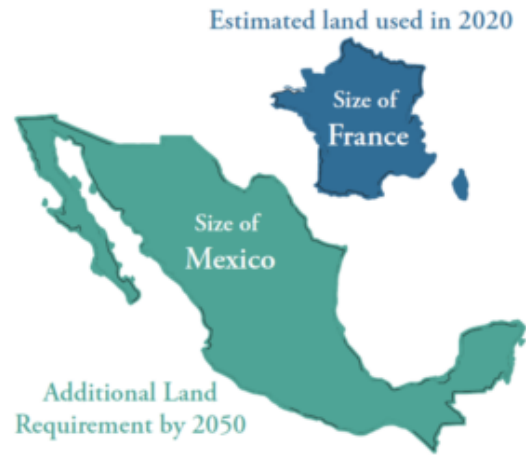 Estimated land used in 2020
Size of
France
Size of
Mexico
Additional Land
Requirement by 2050